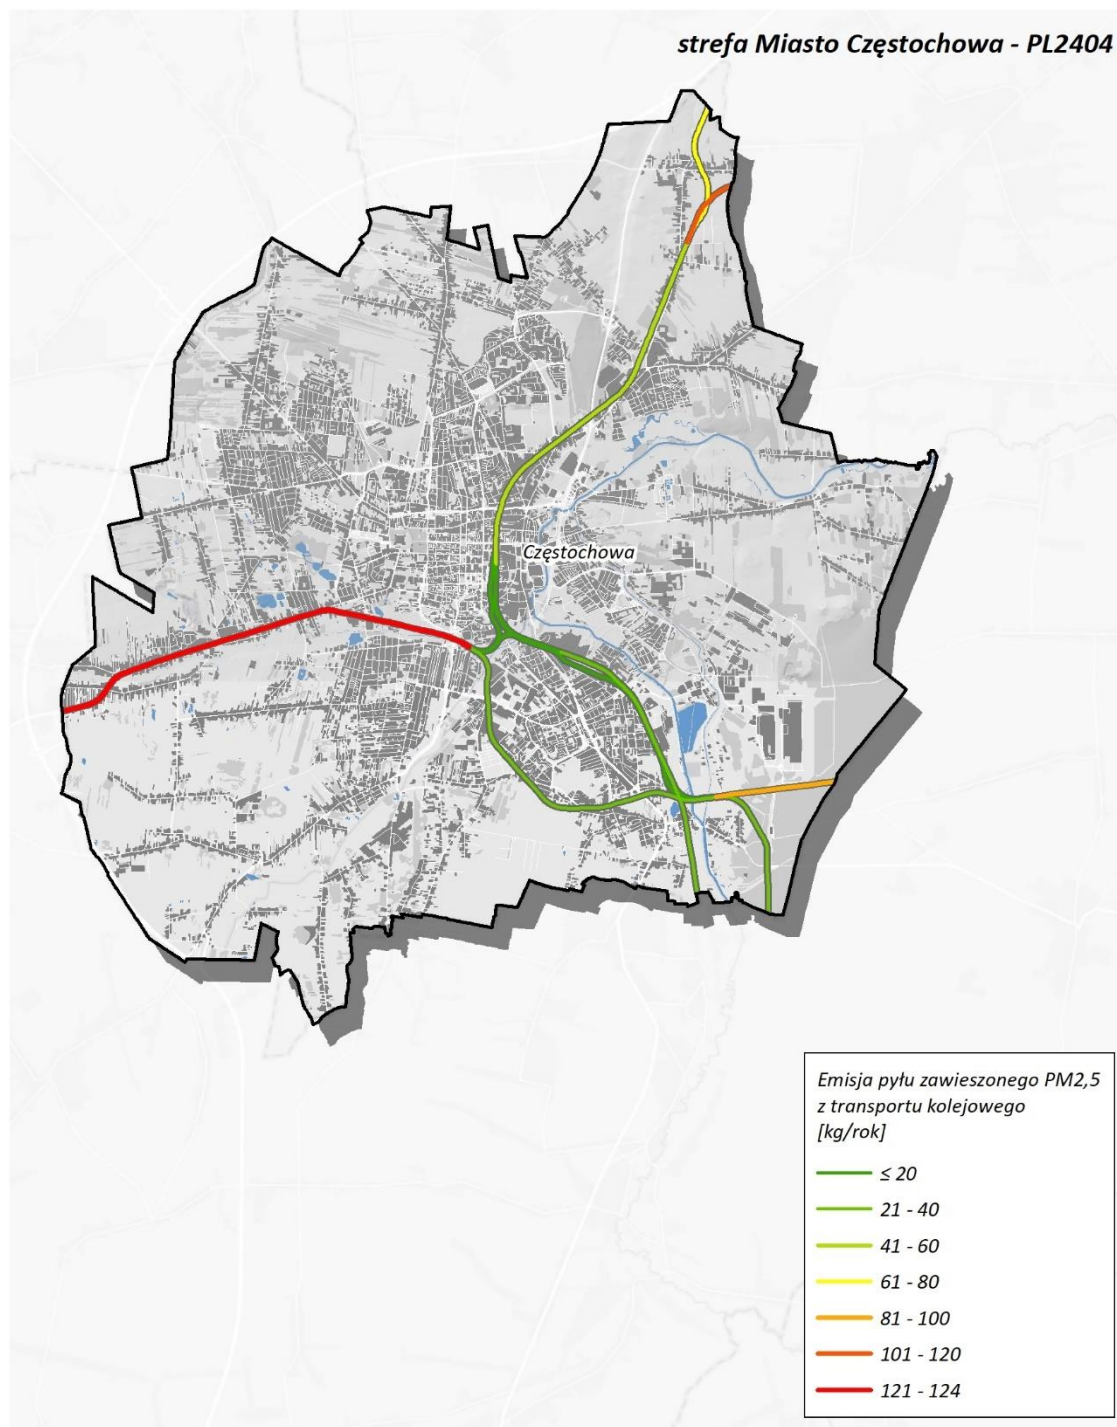 strefa Miasto Częstochowa - PL2404
Częstochowa
Emisja pyłu zawieszonego PM2,5
z transportu kolejowego
[kg/rok]
≤ 20
21 - 40
41 - 60
61 - 80
81 - 100
101 - 120
121 - 124